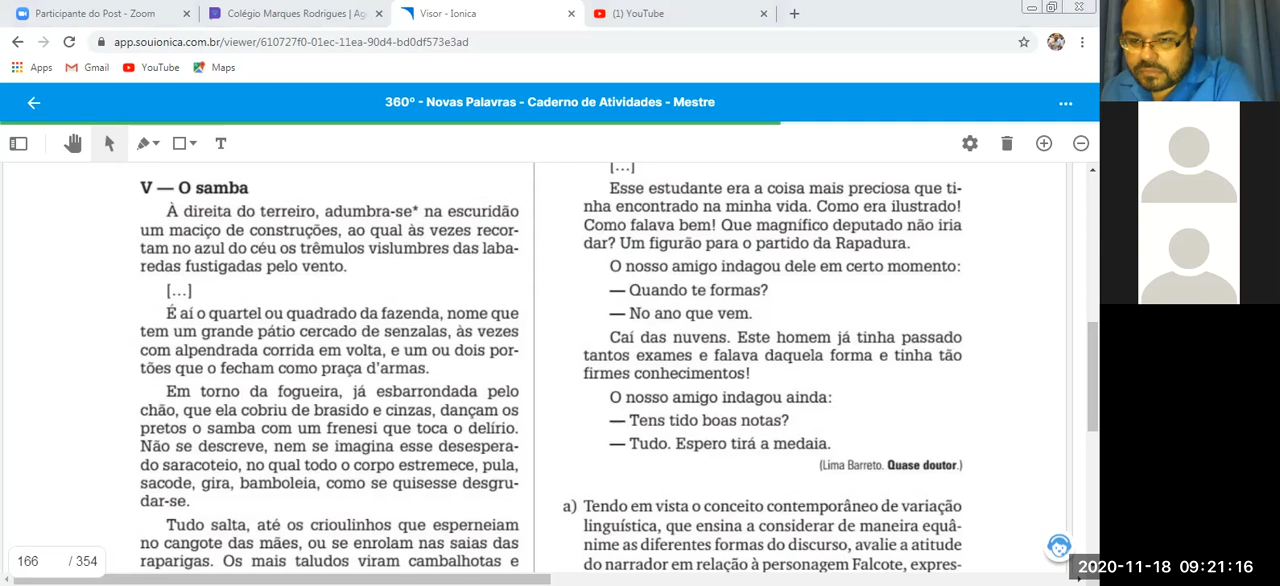 Participante do Post - Zoom
Colégio Marques Rodrigues | Ag
Visor - Ionica
(1) YouTube
app.souionica.com.br/viewer/610727f0-01ec-11ea-90d4-bd0df573e3ad
Apps
Gmail
YouTube
Maps
360º - Novas Palavras - Caderno de Atividades - Mestre
V — O samba
À direita do terreiro, adumbra-se* na escuridão
um maciço de construções, ao qual às vezes recor-
tam no azul do céu os trêmulos vislumbres das laba-
redas fustigadas pelo vento.
[...]
É aí o quartel ou quadrado da fazenda, nome que
tem um grande pátio cercado de senzalas, às vezes
com alpendrada corrida em volta, e um ou dois por-
tões que o fecham como praça d'armas.
Em torno da fogueira, já esbarrondada pelo
chão, que ela cobriu de brasido e cinzas, dançam os
pretos o samba com um frenesi que toca o delírio.
Não se descreve, nem se imagina esse desespera-
do saracoteio, no qual todo o corpo estremece, pula,
sacode, gira, bamboleia, como se quisesse desgru-
dar-se.
Tudo salta, até os crioulinhos que esperneiam
no cangote das mães, ou se enrolam nas saias das
raparigas. Os mais taludos viram cambalhotas e
[...]
Esse estudante era a coisa mais preciosa que ti-
nha encontrado na minha vida. Como era ilustrado!
Como falava bem! Que magnífico deputado não iria
dar? Um figurão para o partido da Rapadura.
O nosso amigo indagou dele em certo momento:
— Quando te formas?
— No ano que vem.
Caí das nuvens. Este homem já tinha passado
tantos exames e falava daquela forma e tinha tão
firmes conhecimentos!
O nosso amigo indagou ainda:
— Tens tido boas notas?
— Tudo. Espero tirá a medaia.
(Lima Barreto. Quase doutor.)
a) Tendo em vista o conceito contemporâneo de variação
linguística, que ensina a considerar de maneira equâ-
nime as diferentes formas do discurso, avalie a atitude
do narrador em relação à personagem Falcote, expres-
166 / 354
2020-11-18 09:21:16